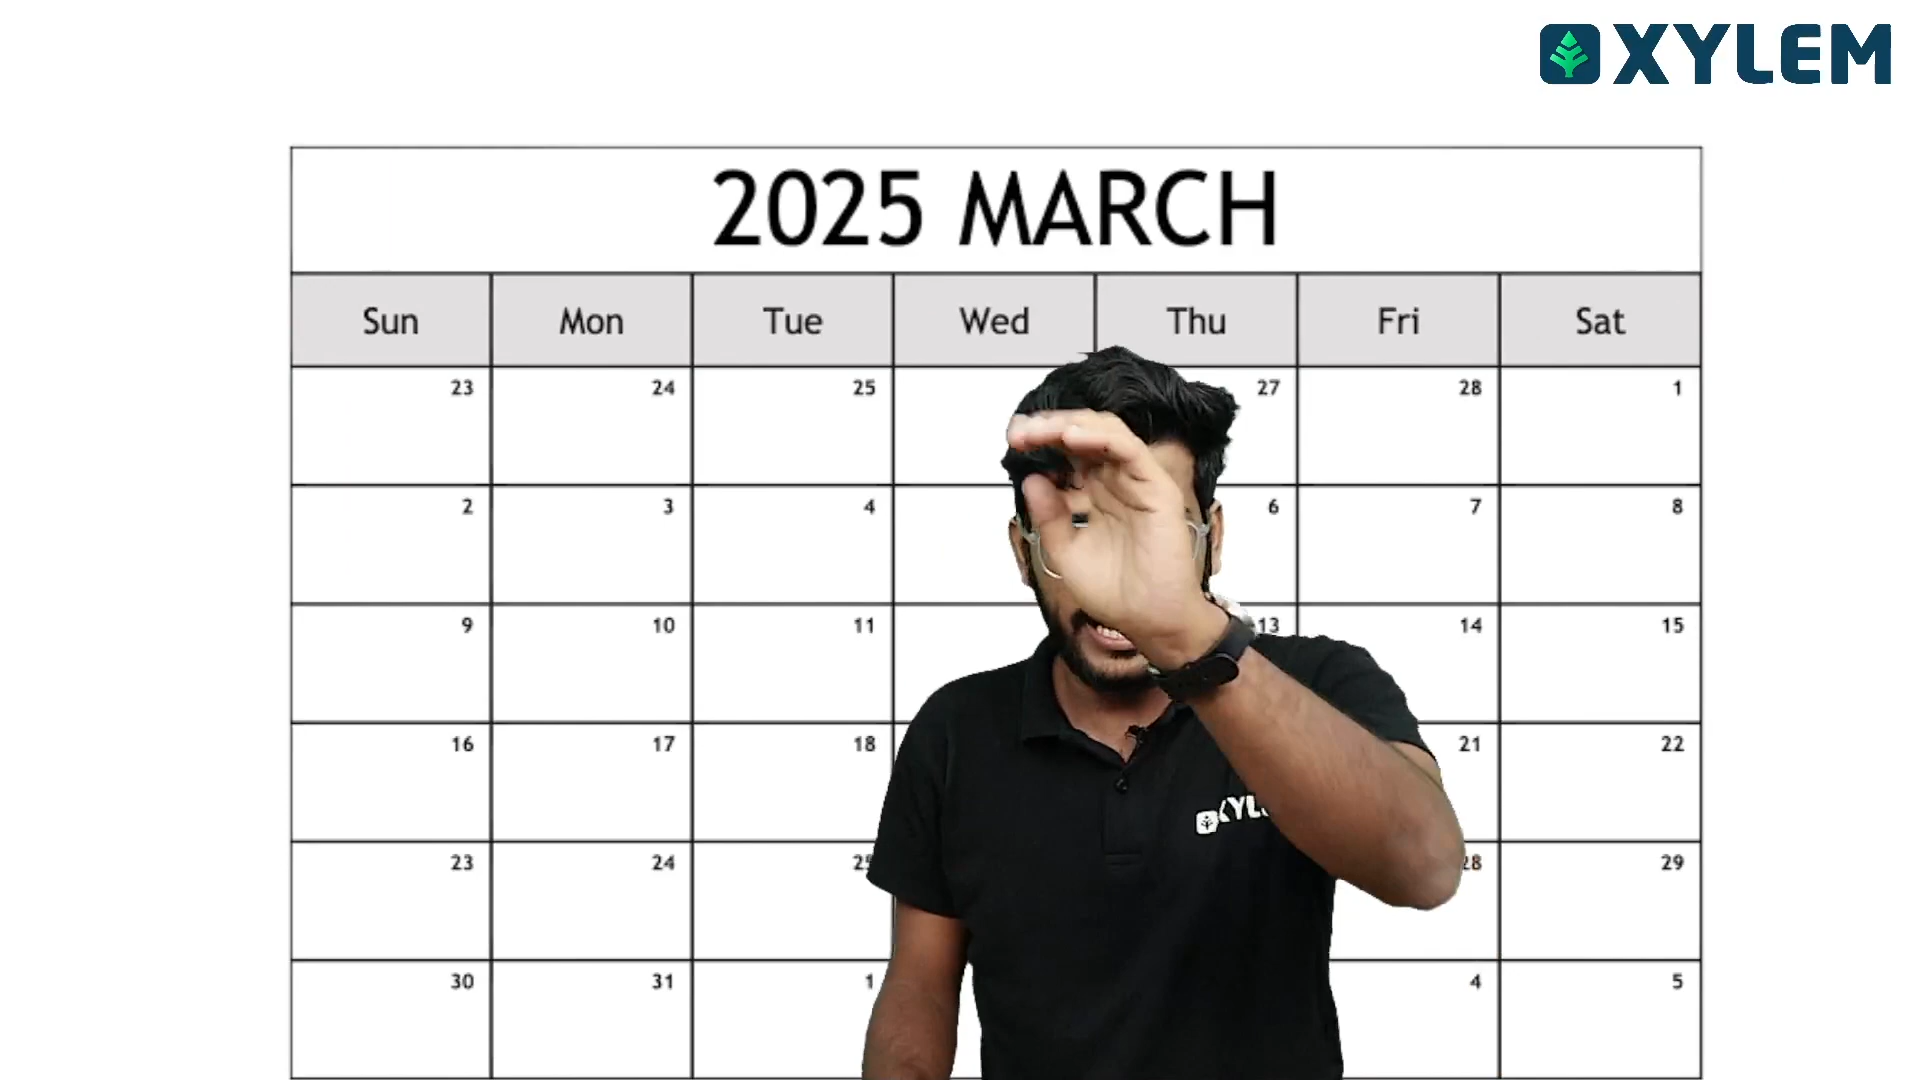 XYLEM
2025 MARCH
Sun Mon Tue Wed Thu Fri Sat
23 24 25 27 28 1
2 3 4 6 7 8
9 10 11 13 14 15
16 17 18 21 22
23 24 28 29
30 31 1 4 5